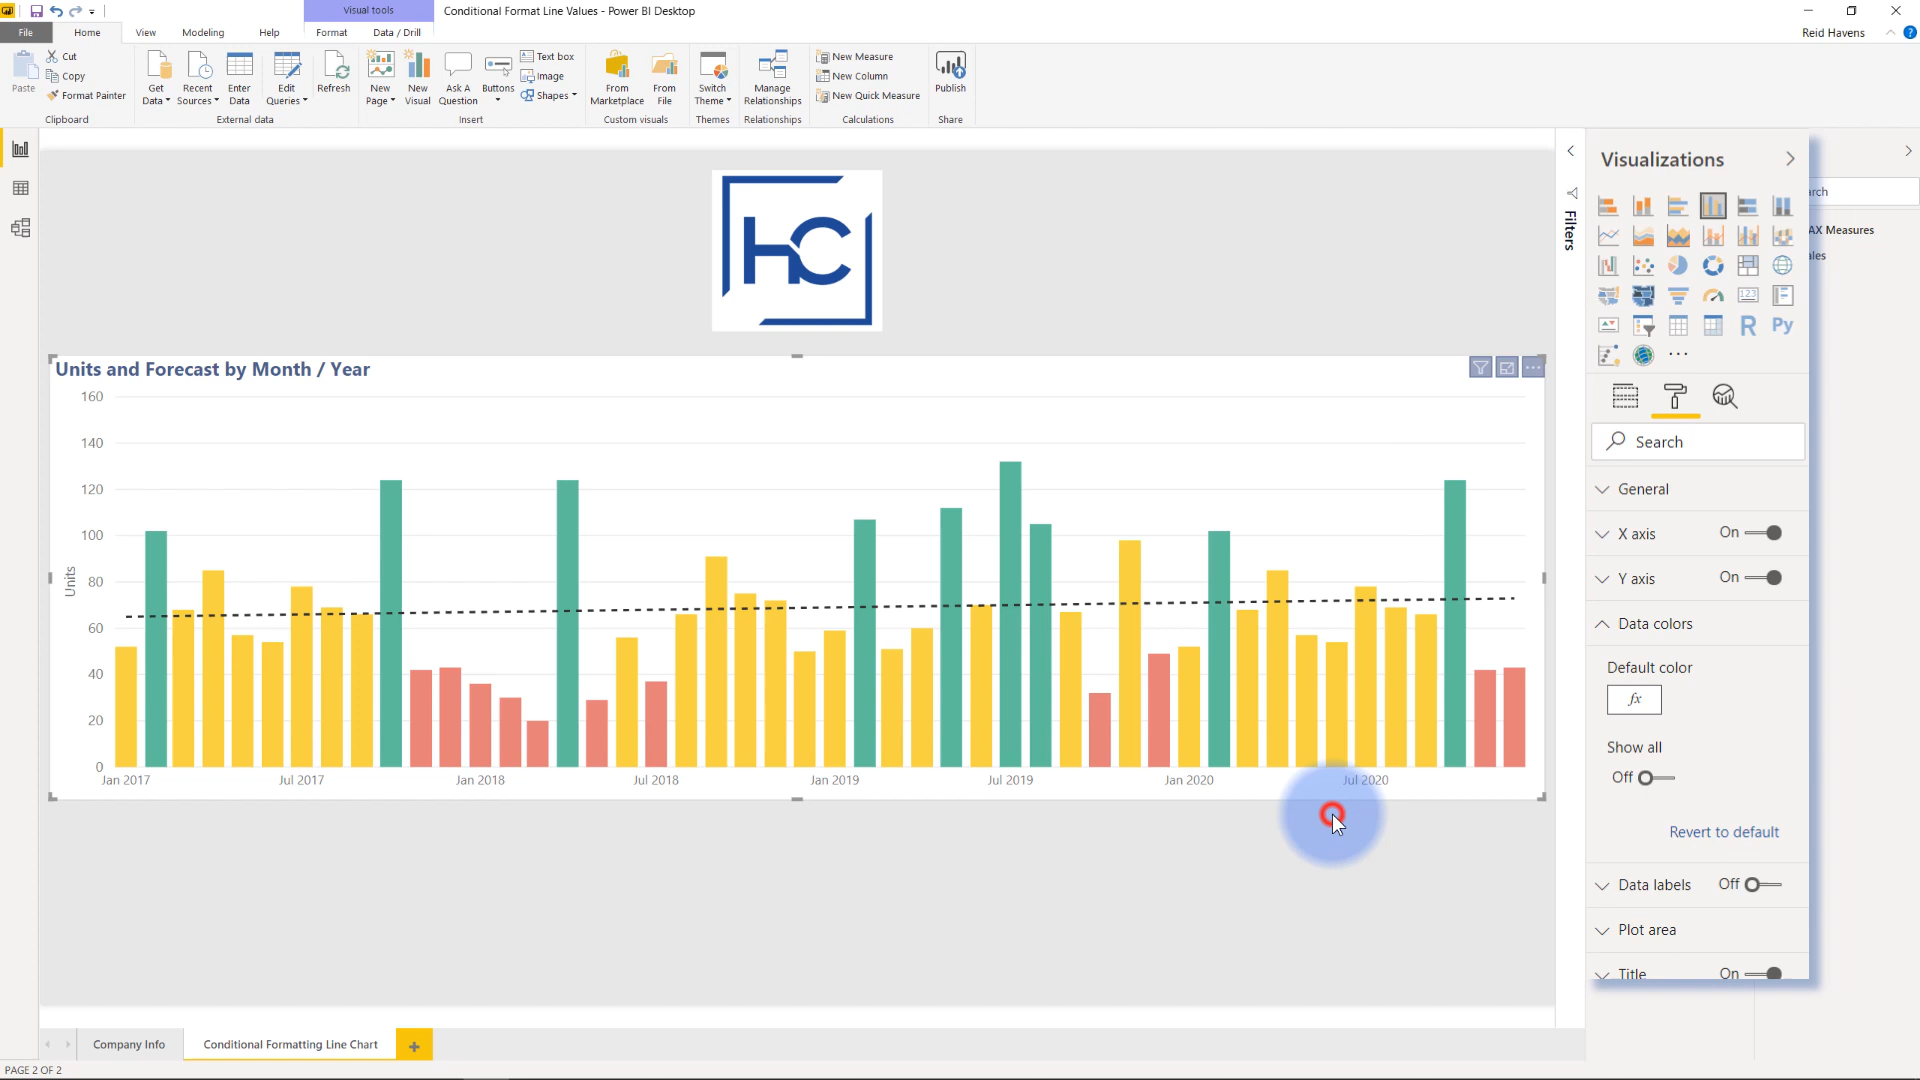 Visual tools
Conditional Format Line Values - Power BI Desktop
File
Home
View
Modeling
Help
Format
Data / Drill
Reid Havens
?
Paste
Cut
Copy
Format Painter
Clipboard
Get
Data
Recent
Sources
Enter
Data
Edit
Queries
Refresh
External data
New
Page
New
Visual
Ask A
Question
Buttons
Text box
Image
Shapes
Insert
From
Marketplace
From
File
Custom visuals
Switch
Theme
Themes
Manage
Relationships
Relationships
New Measure
New Column
New Quick Measure
Calculations
Publish
Share
hC
Units and Forecast by Month / Year
160
140
120
100
80
60
40
20
0
Units
Jan 2017
Jul 2017
Jan 2018
Jul 2018
Jan 2019
Jul 2019
Jan 2020
Jul 2020
Filters
Visualizations
123
R
Py
Search
General
X axis
On
Y axis
On
Data colors
Default color
fx
Show all
Off
Revert to default
Data labels
Off
Plot area
Title
On
arch
AX Measures
ales
Company Info
Conditional Formatting Line Chart
PAGE 2 OF 2